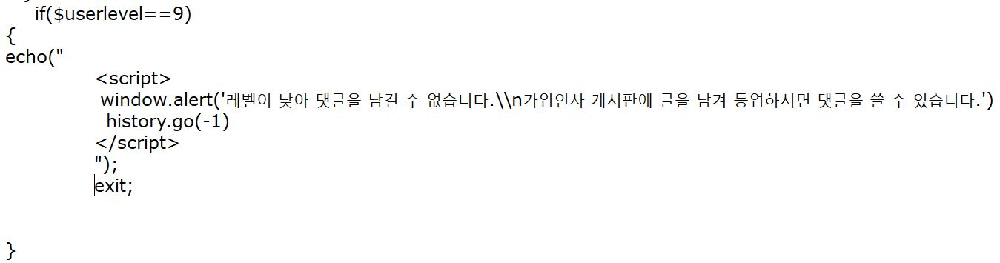 if($userlevel==9)
{
echo("
<script>
window.alert('레벨이 낮아 댓글을 남길 수 없습니다.\\n가입인사 게시판에 글을 남겨 등업하시면 댓글을 쓸 수 있습니다.')
history.go(-1)
</script>
");
exit;
}